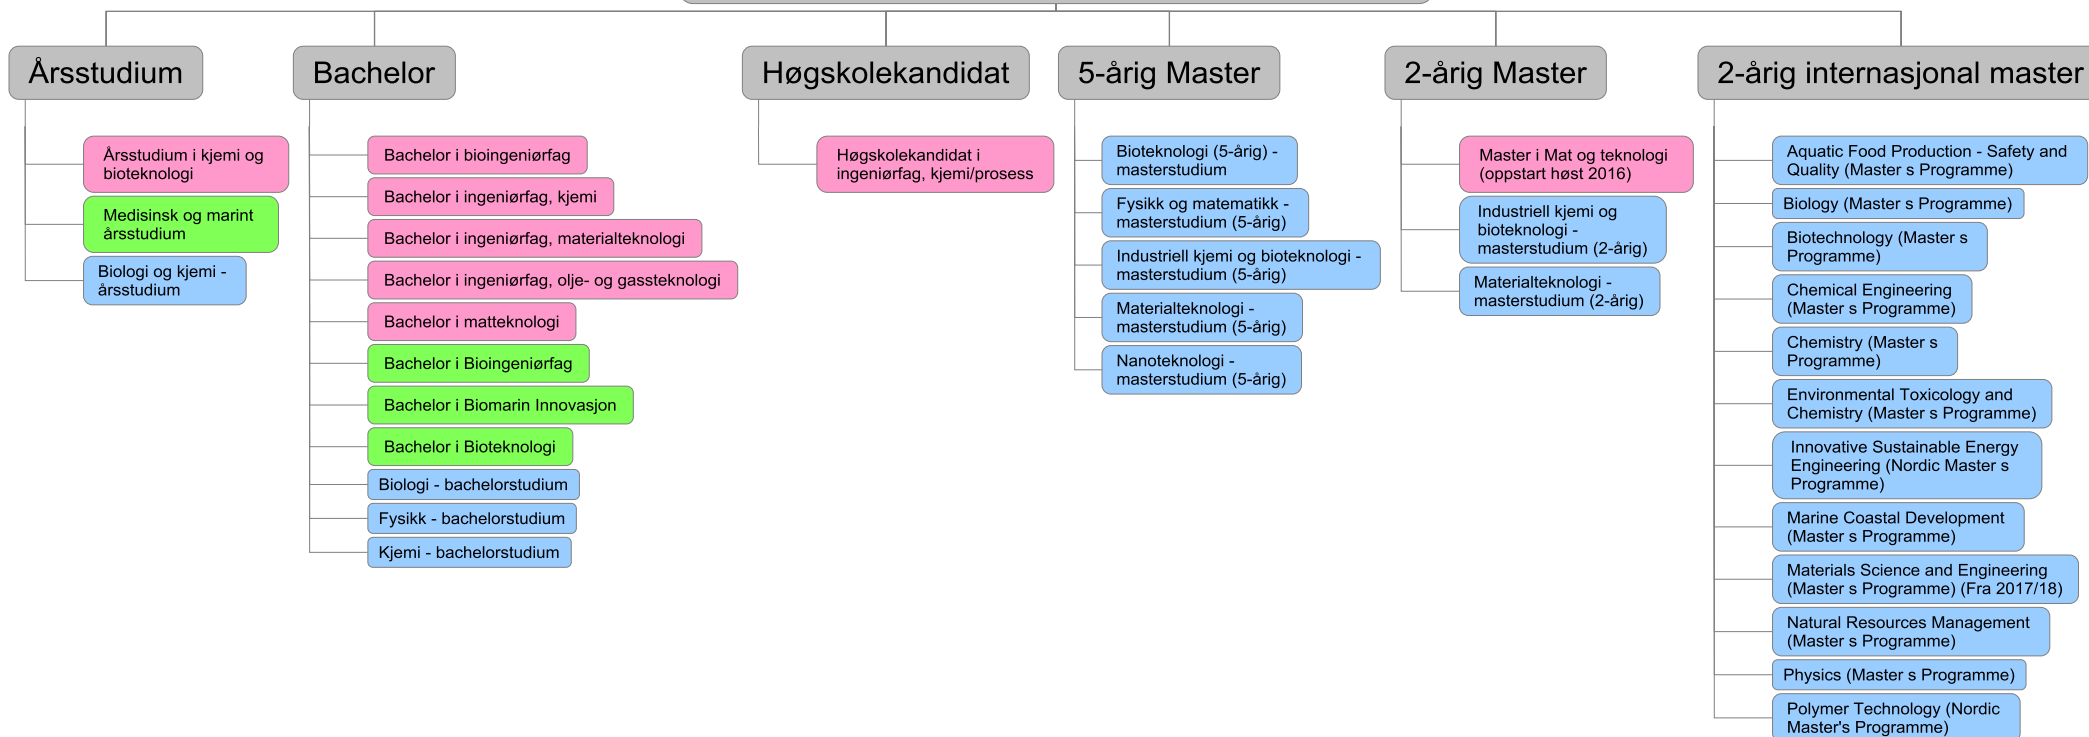 Årsstudium
Årsstudium i kjemi og
bioteknologi
Medisinsk og marint
årsstudium
Biologi og kjemi -
årsstudium
Bachelor
Bachelor i bioingeniørfag
Bachelor i ingeniørfag, kjemi
Bachelor i ingeniørfag, materialteknologi
Bachelor i ingeniørfag, olje- og gassteknologi
Bachelor i matteknologi
Bachelor i Bioingeniørfag
Bachelor i Biomarin Innovasjon
Bachelor i Bioteknologi
Biologi - bachelorstudium
Fysikk - bachelorstudium
Kjemi - bachelorstudium
Høgskolekandidat
Høgskolekandidat i
ingeniørfag, kjemi/prosess
5-årig Master
Bioteknologi (5-årig) -
masterstudium
Fysikk og matematikk -
masterstudium (5-årig)
Industriell kjemi og bioteknologi -
masterstudium (5-årig)
Materialteknologi -
masterstudium (5-årig)
Nanoteknologi -
masterstudium (5-årig)
2-årig Master
Master i Mat og teknologi
(oppstart høst 2016)
Industriell kjemi og
bioteknologi -
masterstudium (2-årig)
Materialteknologi -
masterstudium (2-årig)
2-årig internasjonal master
Aquatic Food Production - Safety and
Quality (Master s Programme)
Biology (Master s Programme)
Biotechnology (Master s
Programme)
Chemical Engineering
(Master s Programme)
Chemistry (Master s
Programme)
Environmental Toxicology and
Chemistry (Master s Programme)
Innovative Sustainable Energy
Engineering (Nordic Master s
Programme)
Marine Coastal Development
(Master s Programme)
Materials Science and Engineering
(Master s Programme) (Fra 2017/18)
Natural Resources Management
(Master s Programme)
Physics (Master s Programme)
Polymer Technology (Nordic
Master's Programme)